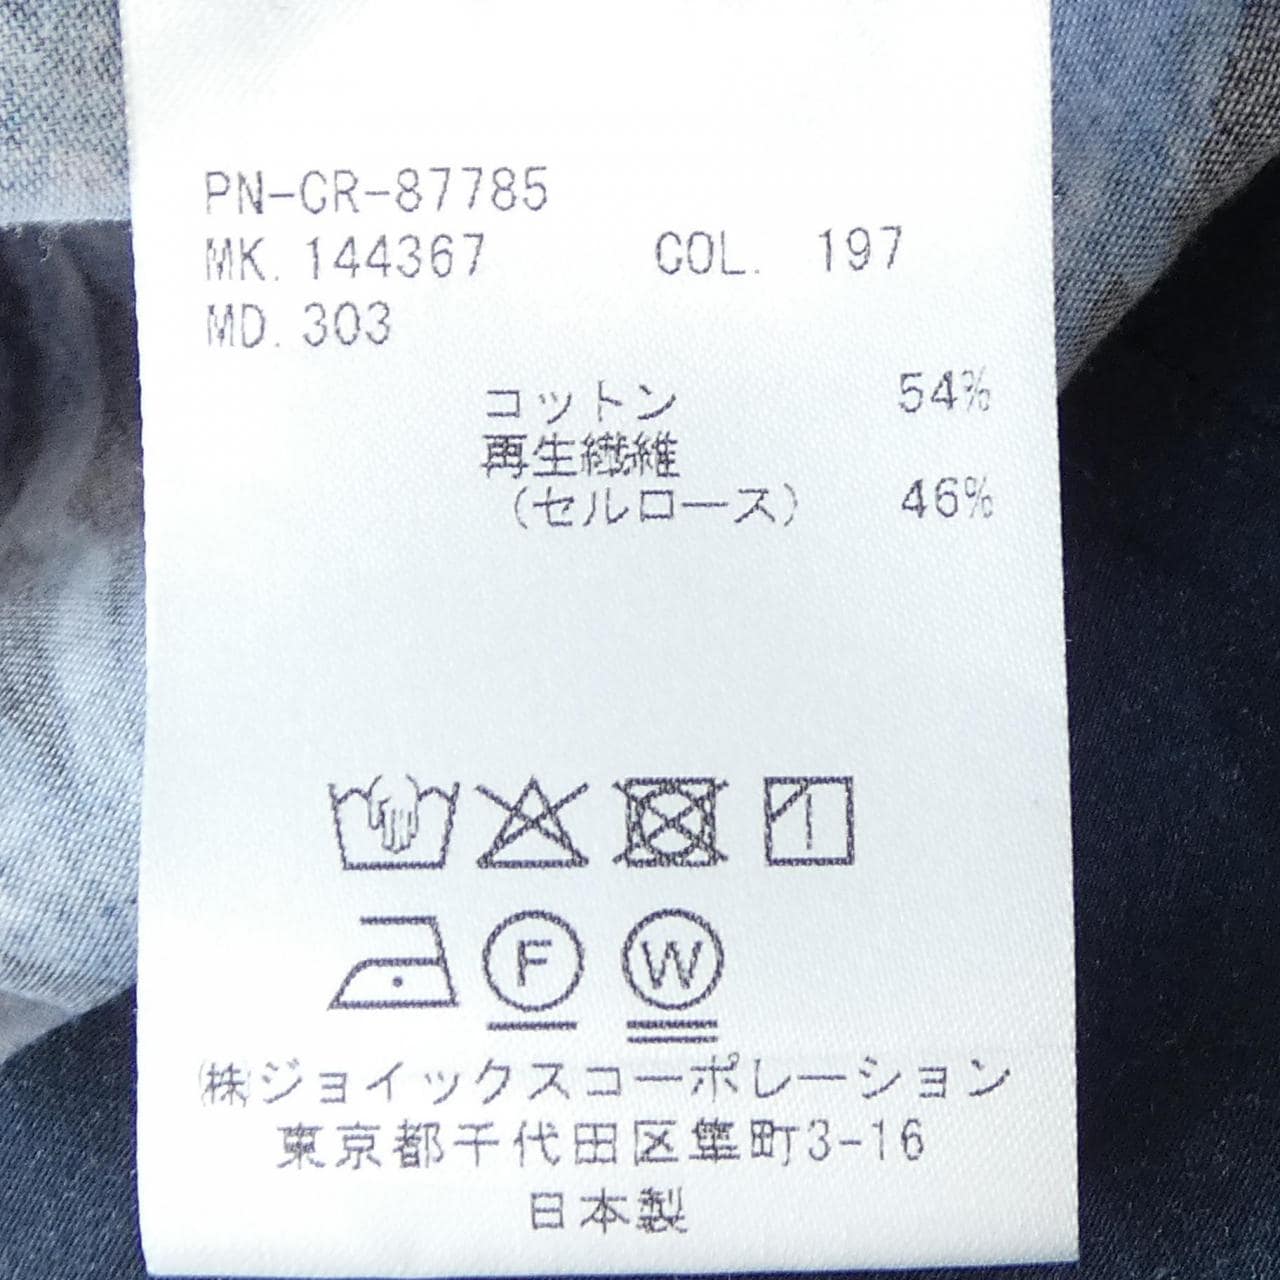 PN-CR-87785
MK. 144367 COL. 197
MD. 303
コットン 54%
再生繊維
(セルロース) 46%
F W
㈱ジョイックスコーポレーション
東京都千代田区隼町3-16
日本製